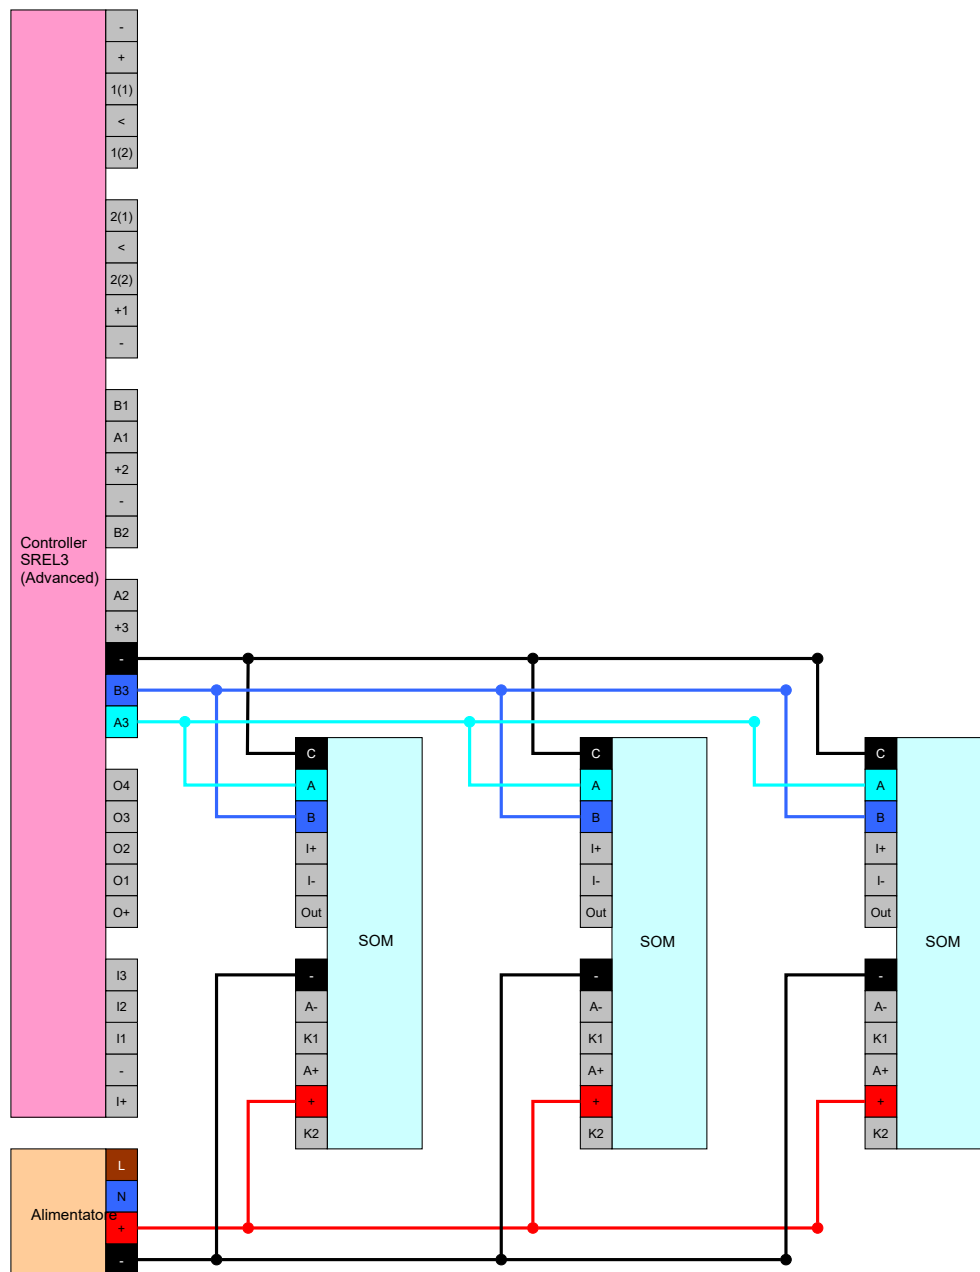 -
+
1(1)
<
1(2)
2(1)
<
2(2)
+1
-
B1
A1
+2
-
B2
Controller
SREL3
(Advanced)
A2
+3
-
B3
A3
O4
O3
O2
O1
O+
I3
I2
I1
-
I+
C
A
B
I+
I-
Out
SOM
-
A-
K1
A+
+
K2
C
A
B
I+
I-
Out
SOM
-
A-
K1
A+
+
K2
C
A
B
I+
I-
Out
SOM
-
A-
K1
A+
+
K2
Alimentatore
L
N
+
-